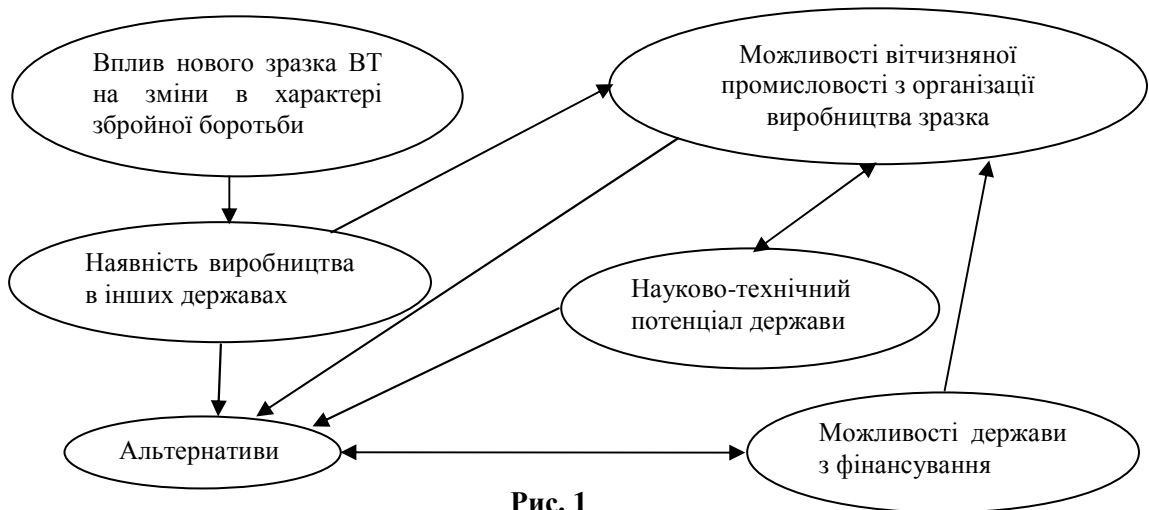 Вплив нового зразка ВТ
на зміни в характері
збройної боротьби
Можливості вітчизняної
промисловості з організації
виробництва зразка
Наявність виробництва
в інших державах
Науково-технічний
потенціал держави
Альтернативи
Можливості держави
з фінансування
Рис. 1